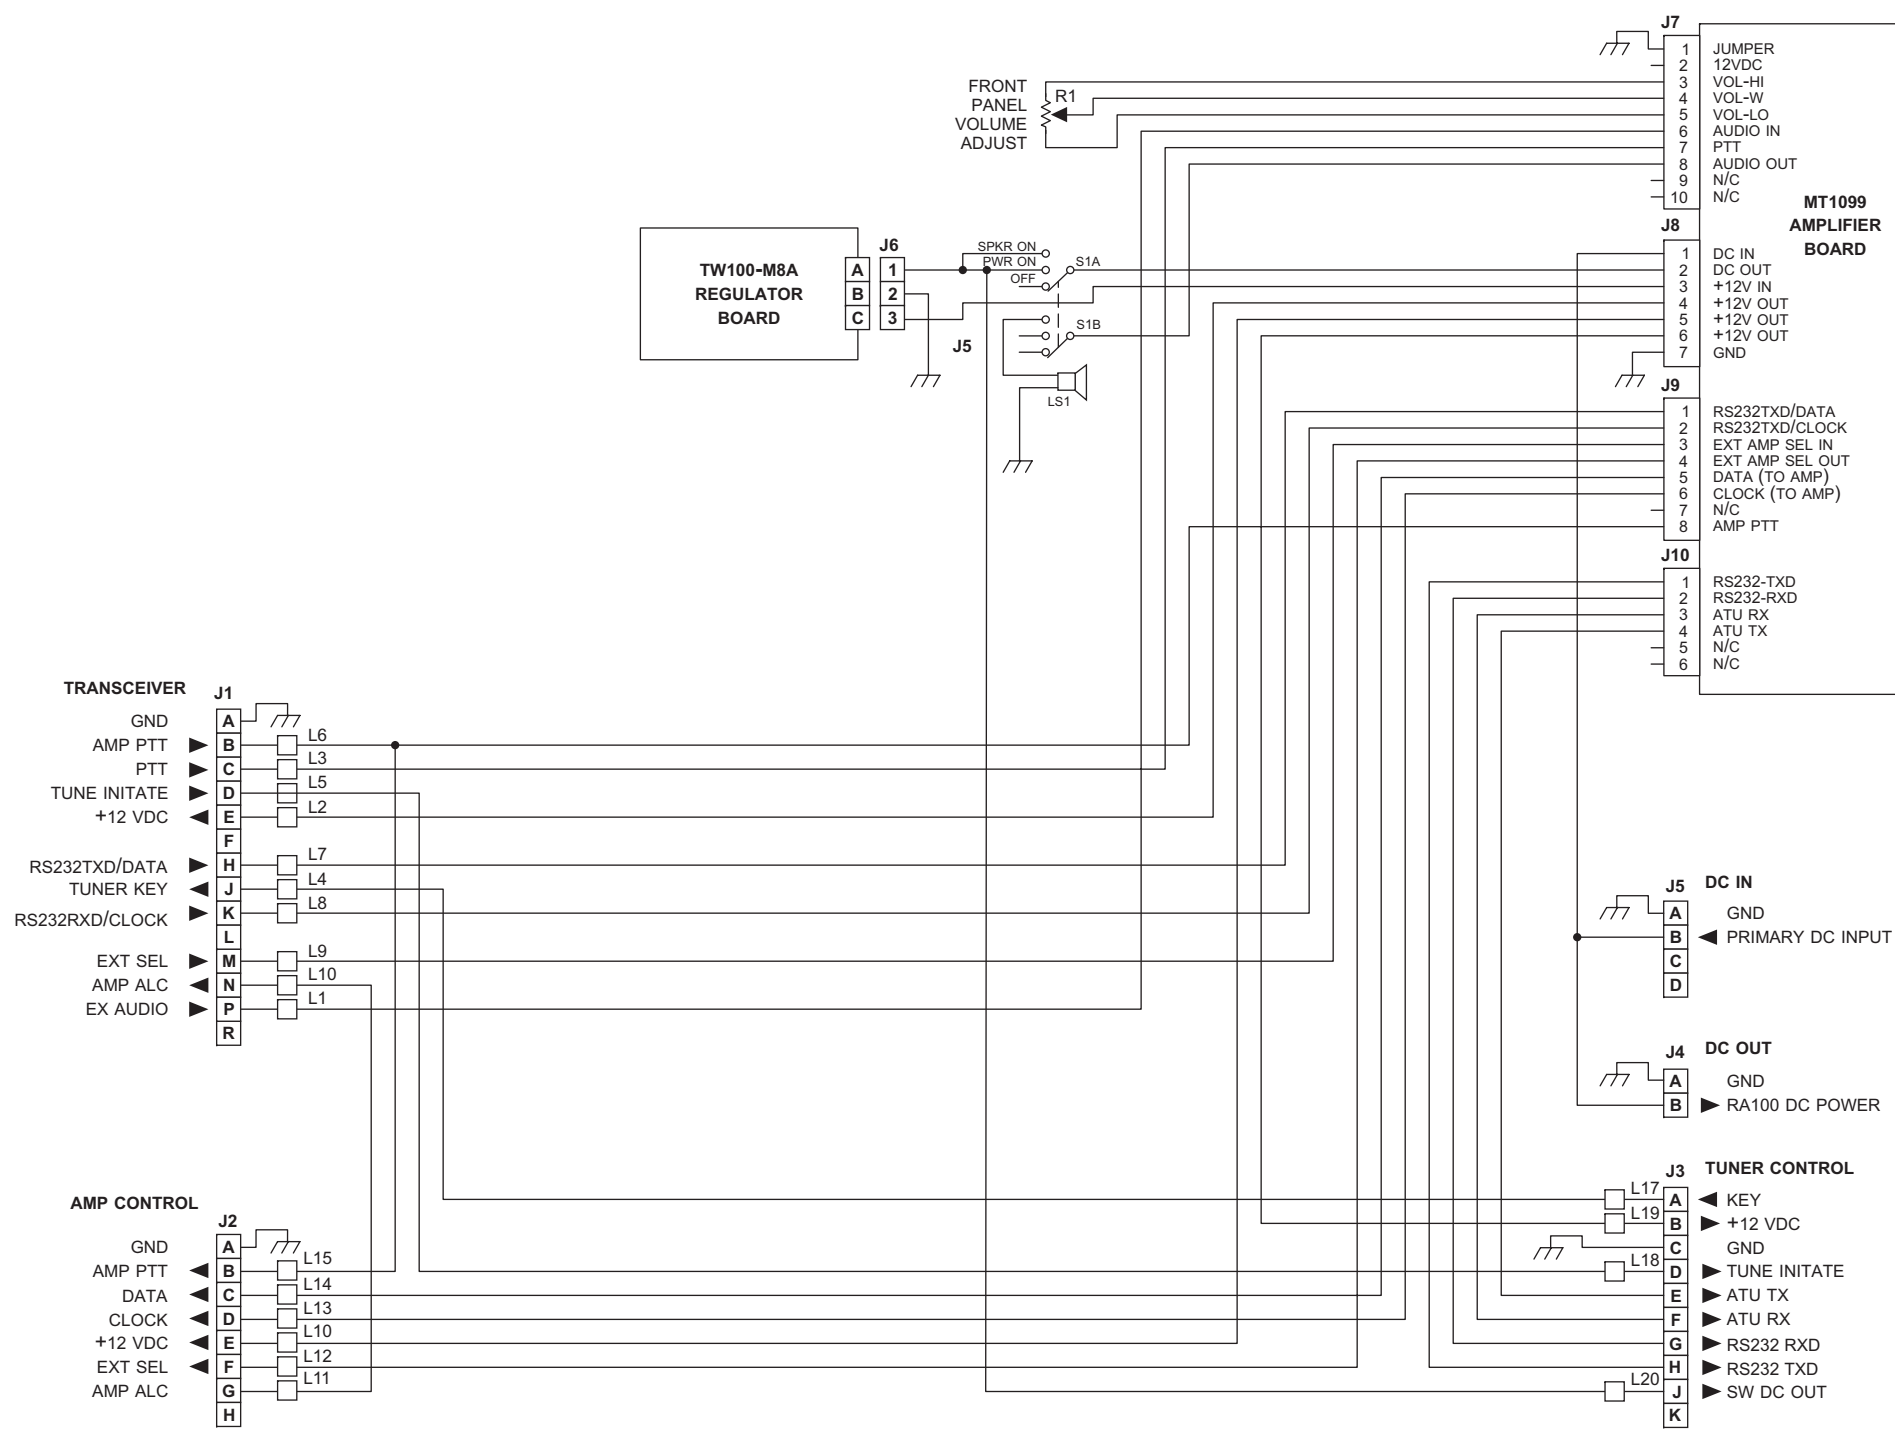 J7
1 JUMPER
2 12VDC
3 VOL-HI
4 VOL-W
5 VOL-LO
6 AUDIO IN
7 PTT
8 AUDIO OUT
9 N/C
10 N/C
FRONT
PANEL
VOLUME
ADJUST
R1
MT1099
AMPLIFIER
BOARD
J8
1 DC IN
2 DC OUT
3 +12V IN
4 +12V OUT
5 +12V OUT
6 +12V OUT
7 GND
TW100-M8A
REGULATOR
BOARD
A
B
C
J6
1
2
3
J5
SPKR ON
PWR ON
OFF
S1A
S1B
LS1
J9
1 RS232TXD/DATA
2 RS232TXD/CLOCK
3 EXT AMP SEL IN
4 EXT AMP SEL OUT
5 DATA (TO AMP)
6 CLOCK (TO AMP)
7 N/C
8 AMP PTT
J10
1 RS232-TXD
2 RS232-RXD
3 ATU RX
4 ATU TX
5 N/C
6 N/C
TRANSCEIVER J1
GND A
AMP PTT B L6
PTT C L3
TUNE INITATE D L5
+12 VDC E L2
F
RS232TXD/DATA H L7
TUNER KEY J L4
RS232RXD/CLOCK K L8
L
EXT SEL M L9
AMP ALC N L10
EX AUDIO P L1
R
J5 DC IN
A GND
B PRIMARY DC INPUT
C
D
J4 DC OUT
A GND
B RA100 DC POWER
AMP CONTROL
J2
GND A
AMP PTT B L15
DATA C L14
CLOCK D L13
+12 VDC E L10
EXT SEL F L12
AMP ALC G L11
H
J3 TUNER CONTROL
L17 A KEY
L19 B +12 VDC
C GND
L18 D TUNE INITATE
E ATU TX
F ATU RX
G RS232 RXD
H RS232 TXD
L20 J SW DC OUT
K